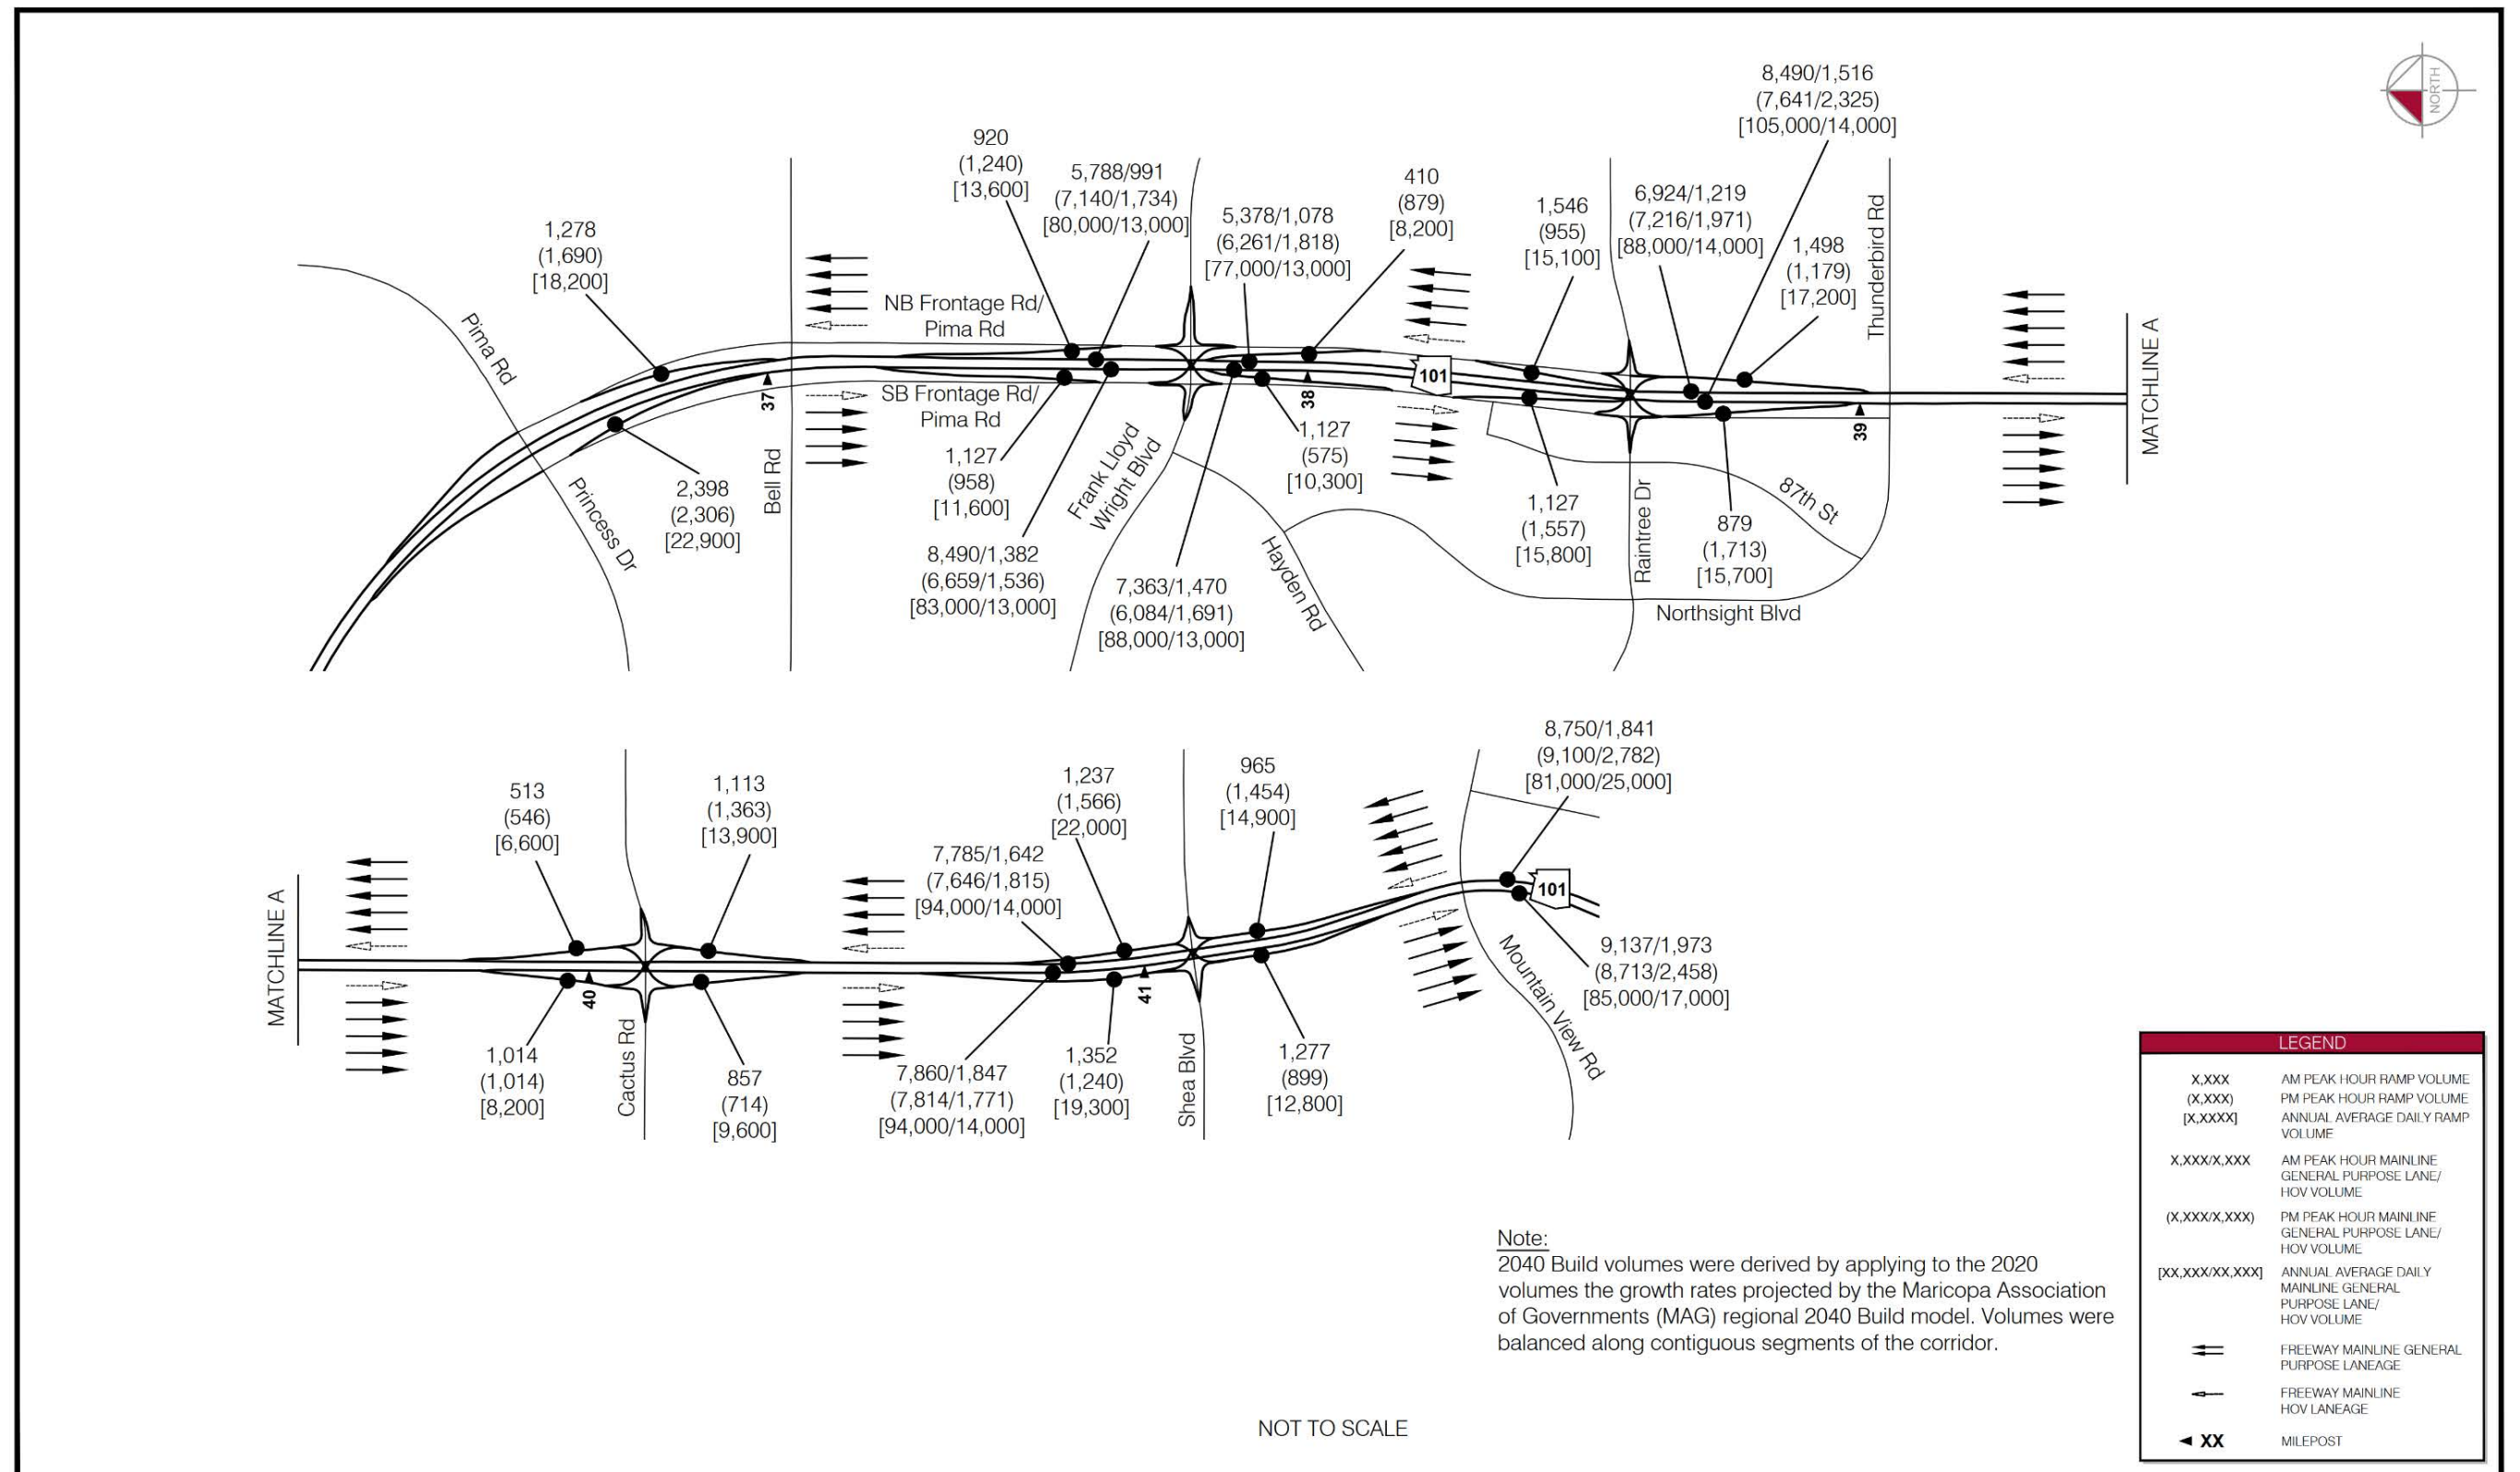 NORTH
8,490/1,516
(7,641/2,325)
[105,000/14,000]
920
(1,240)
[13,600]
5,788/991
(7,140/1,734)
[80,000/13,000]
410
(879)
[8,200]
5,378/1,078
(6,261/1,818)
[77,000/13,000]
1,546
(955)
[15,100]
6,924/1,219
(7,216/1,971)
[88,000/14,000]
1,498
(1,179)
[17,200]
1,278
(1,690)
[18,200]
Thunderbird Rd
Pima Rd
NB Frontage Rd/
Pima Rd
SB Frontage Rd/
Pima Rd
101
37
38
39
MATCHLINE A
Bell Rd
Princess Dr
2,398
(2,306)
[22,900]
1,127
(958)
[11,600]
Frank Lloyd
Wright Blvd
1,127
(575)
[10,300]
8,490/1,382
(6,659/1,536)
[83,000/13,000]
7,363/1,470
(6,084/1,691)
[88,000/13,000]
Hayden Rd
1,127
(1,557)
[15,800]
Raintree Dr
87th St
879
(1,713)
[15,700]
Northsight Blvd
8,750/1,841
(9,100/2,782)
[81,000/25,000]
513
(546)
[6,600]
1,113
(1,363)
[13,900]
1,237
(1,566)
[22,000]
965
(1,454)
[14,900]
7,785/1,642
(7,646/1,815)
[94,000/14,000]
MATCHLINE A
101
40
41
9,137/1,973
(8,713/2,458)
[85,000/17,000]
Mountain View Rd
1,014
(1,014)
[8,200]
Cactus Rd
857
(714)
[9,600]
7,860/1,847
(7,814/1,771)
[94,000/14,000]
1,352
(1,240)
[19,300]
Shea Blvd
1,277
(899)
[12,800]
Note:
2040 Build volumes were derived by applying to the 2020
volumes the growth rates projected by the Maricopa Association
of Governments (MAG) regional 2040 Build model. Volumes were
balanced along contiguous segments of the corridor.
NOT TO SCALE
LEGEND
X,XXX AM PEAK HOUR RAMP VOLUME
(X,XXX) PM PEAK HOUR RAMP VOLUME
[X,XXXX] ANNUAL AVERAGE DAILY RAMP
VOLUME
X,XXX/X,XXX AM PEAK HOUR MAINLINE
GENERAL PURPOSE LANE/
HOV VOLUME
(X,XXX/X,XXX) PM PEAK HOUR MAINLINE
GENERAL PURPOSE LANE/
HOV VOLUME
[XX,XXX/XX,XXX] ANNUAL AVERAGE DAILY
MAINLINE GENERAL
PURPOSE LANE/
HOV VOLUME
FREEWAY MAINLINE GENERAL
PURPOSE LANEAGE
FREEWAY MAINLINE
HOV LANEAGE
XX MILEPOST